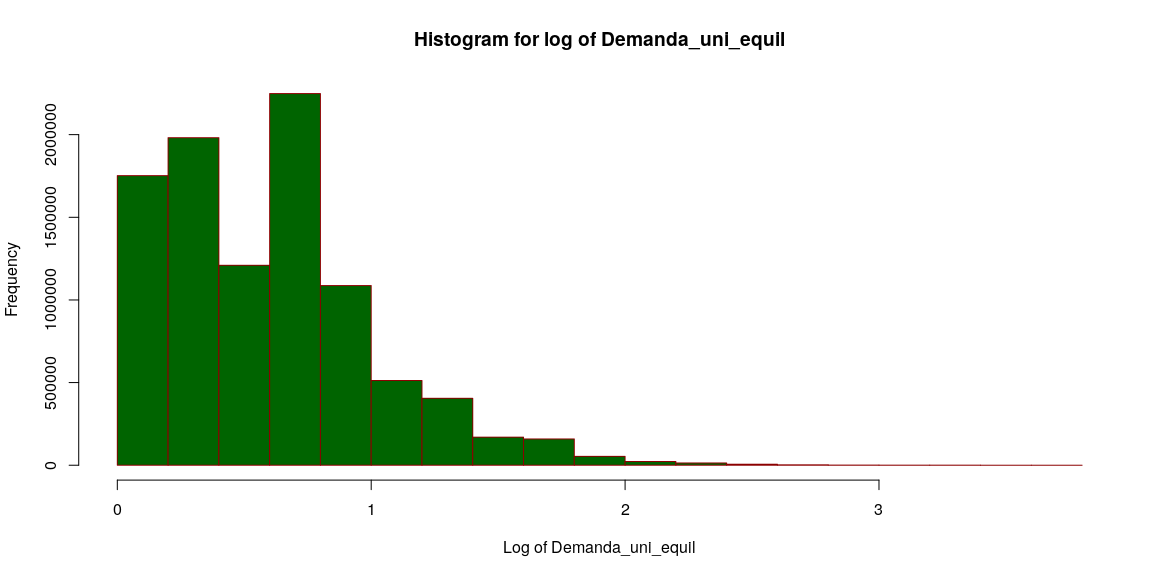 Histogram for log of Demanda_uni_equil
Frequency
2000000
1500000
1000000
500000
0
0 1 2 3
Log of Demanda_uni_equil